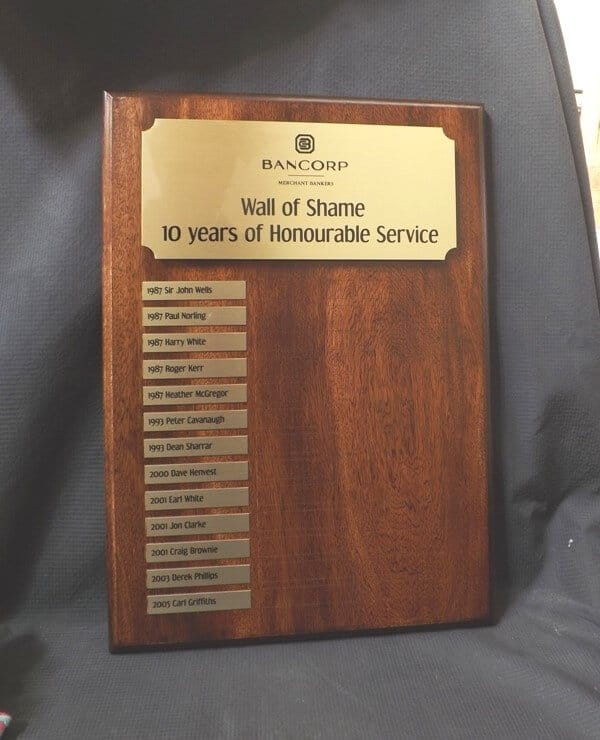 BANCORP
MERCHANT BANKERS
Wall of Shame
10 years of Honourable Service
1987 Sir John Wells
1987 Paul Norling
1987 Harry White
1987 Roger Kerr
1987 Heather McGregor
1993 Peter Cavanaugh
1993 Dean Sharrar
2000 Dave Henvest
2001 Earl White
2001 Jon Clarke
2001 Craig Brownie
2003 Derek Phillips
2005 Carl Griffiths